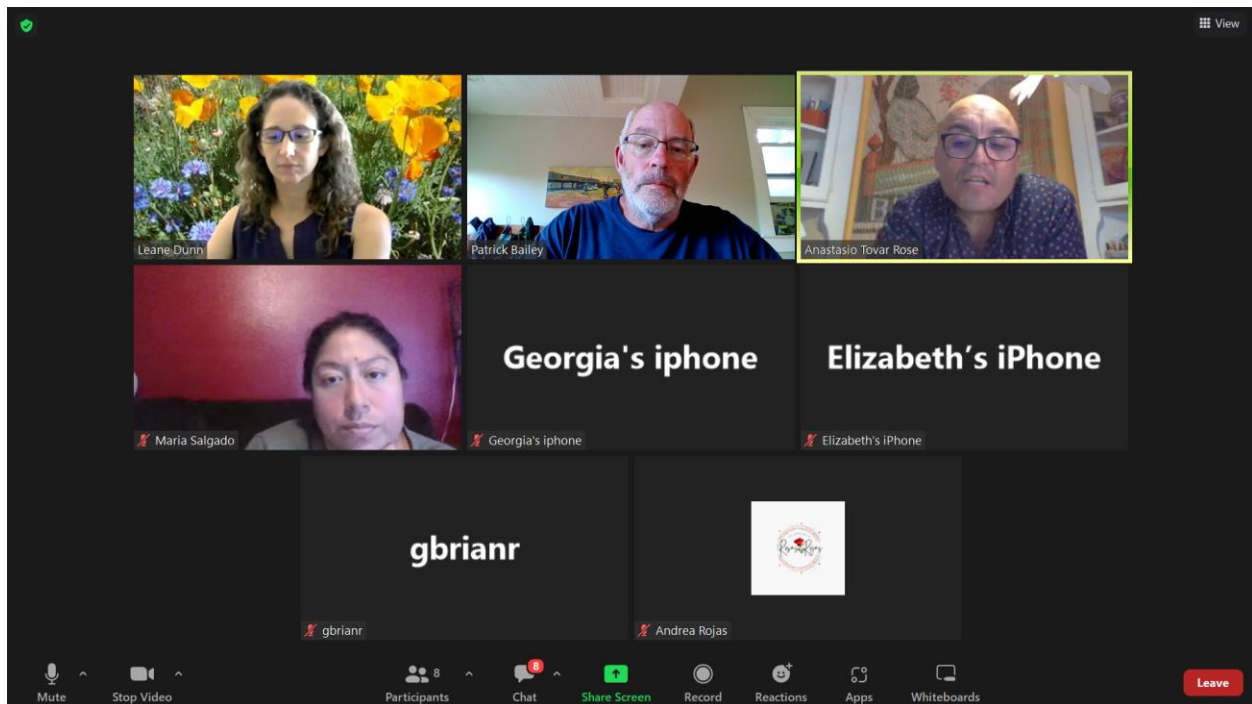 View
Leane Dunn
Patrick Bailey
Anastasio Tovar Rose
Georgia's iphone
Elizabeth's iPhone
Maria Salgado
Georgia's iphone
Elizabeth's iPhone
gbrianr
gbrianr
Andrea Rojas
8
8
Mute
Stop Video
Participants
Chat
Share Screen
Record
Reactions
Apps
Whiteboards
Leave